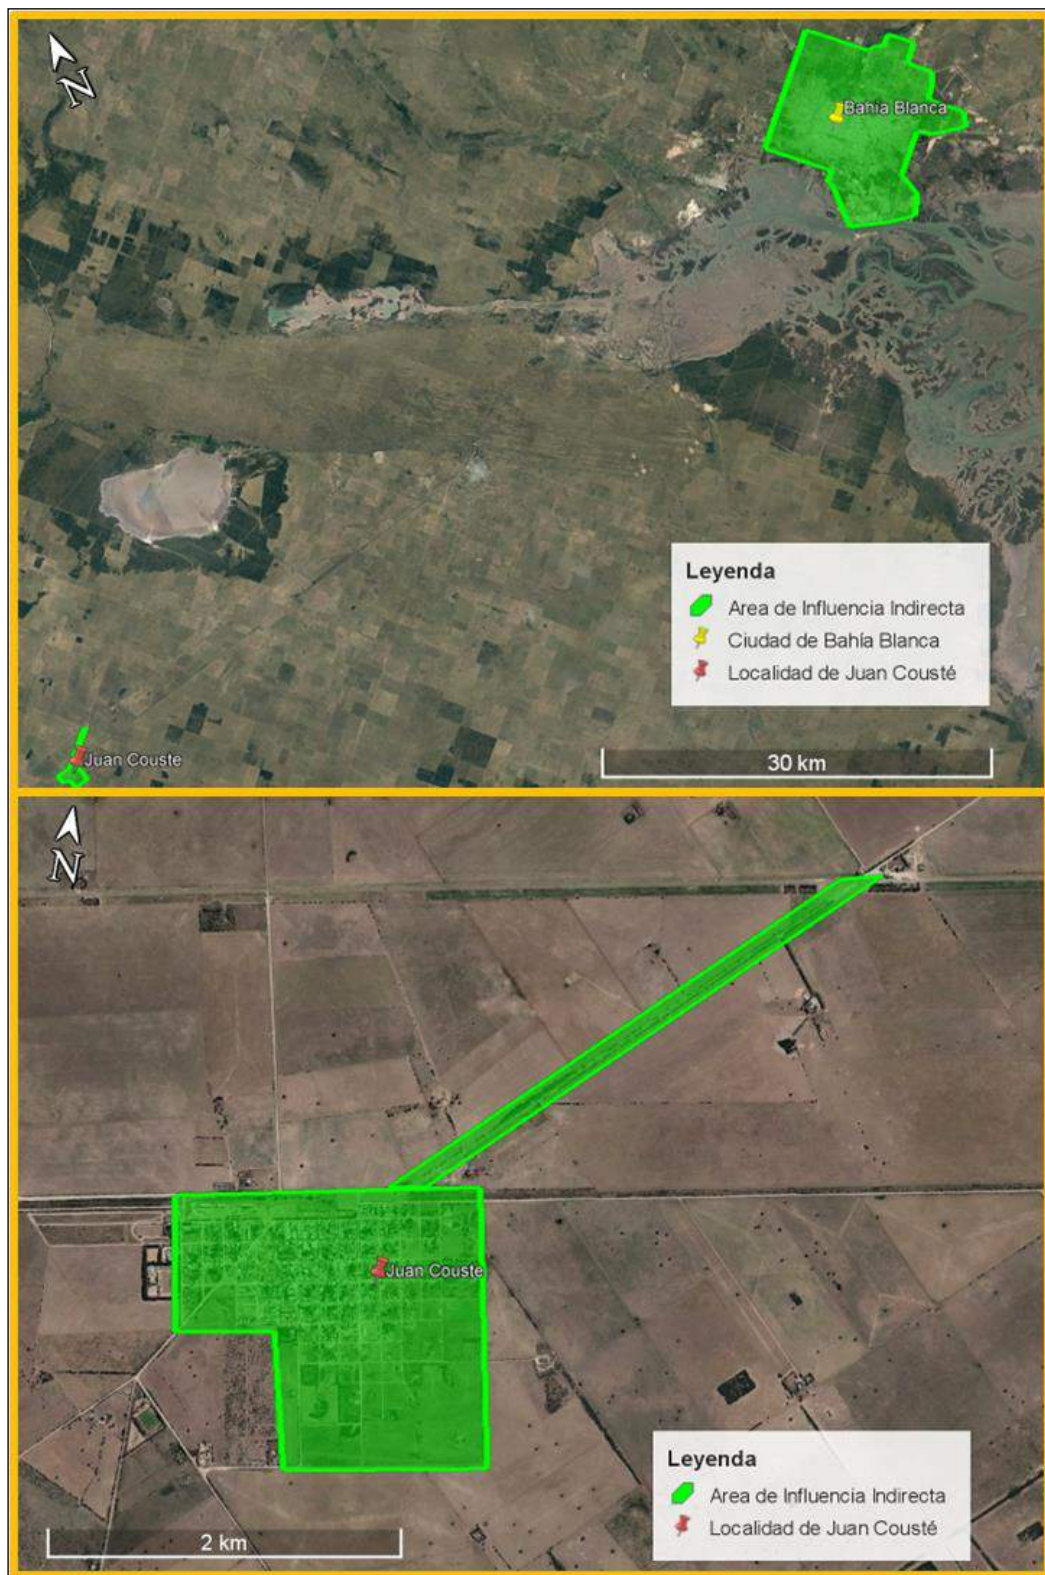 N
Bahia Blanca
Leyenda
Area de Influencia Indirecta
Ciudad de Bahía Blanca
Localidad de Juan Cousté
Juan Couste
30 km
N
Juan Couste
Leyenda
Area de Influencia Indirecta
Localidad de Juan Cousté
2 km